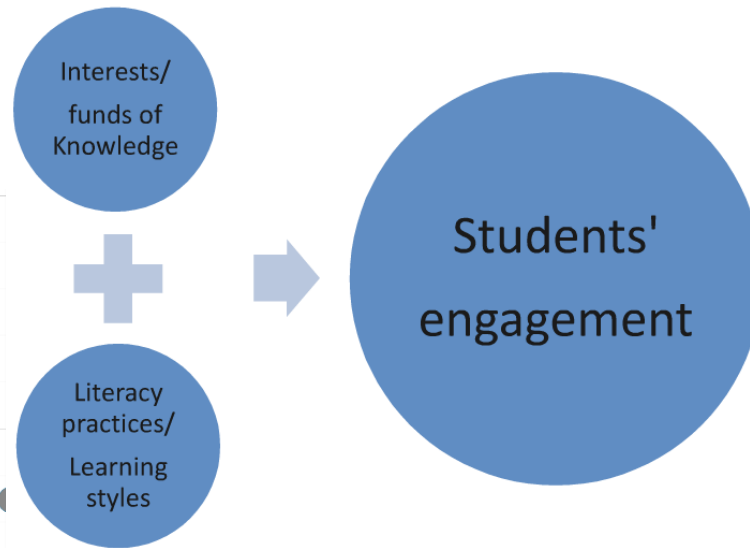 Interests/
funds of
Knowledge
Literacy
practices/
Learning
styles
Students'
engagement